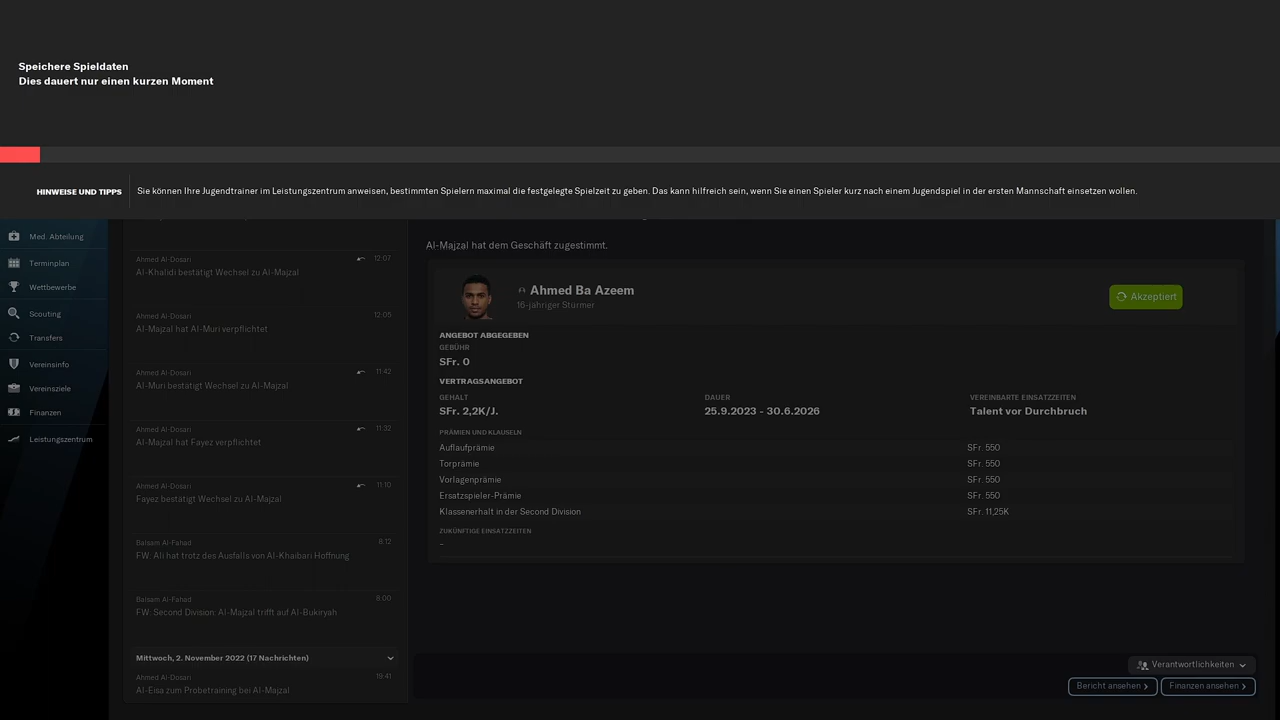 Speichere Spieldaten
Dies dauert nur einen kurzen Moment
HINWEISE UND TIPPS
Sie können Ihre Jugendtrainer im Leistungszentrum anweisen, bestimmten Spielern maximal die festgelegte Spielzeit zu geben. Das kann hilfreich sein, wenn Sie einen Spieler kurz nach einem Jugendspiel in der ersten Mannschaft einsetzen wollen.
Med. Abteilung
Terminplan
Wettbewerbe
Scouting
Transfers
Vereinsinfo
Vereinsziele
Finanzen
Leistungszentrum
Ahmed Al-Dosari 12:07
Al-Khalidi bestätigt Wechsel zu Al-Majzal
Ahmed Al-Dosari 12:05
Al-Majzal hat Al-Muri verpflichtet
Ahmed Al-Dosari 11:42
Al-Muri bestätigt Wechsel zu Al-Majzal
Ahmed Al-Dosari 11:32
Al-Majzal hat Fayez verpflichtet
Ahmed Al-Dosari 11:10
Fayez bestätigt Wechsel zu Al-Majzal
Balsam Al-Fahad 8:12
FW: Ali hat trotz des Ausfalls von Al-Khaibari Hoffnung
Balsam Al-Fahad 8:00
FW: Second Division: Al-Majzal trifft auf Al-Bukiryah
Mittwoch, 2. November 2022 (17 Nachrichten)
Ahmed Al-Dosari 19:41
Al-Eisa zum Probetraining bei Al-Majzal
Al-Majzal hat dem Geschäft zugestimmt.
Ahmed Ba Azeem
16-jähriger Stürmer
Akzeptiert
ANGEBOT ABGEGEBEN
GEBÜHR
SFr. 0
VERTRAGSANGEBOT
GEHALT DAUER VEREINBARTE EINSATZZEITEN
SFr. 2,2K/J. 25.9.2023 - 30.6.2026 Talent vor Durchbruch
PRÄMIEN UND KLAUSELN
Auflaufprämie SFr. 550
Torprämie SFr. 550
Vorlagenprämie SFr. 550
Ersatzspieler-Prämie SFr. 550
Klassenerhalt in der Second Division SFr. 11,25K
ZUKÜNFTIGE EINSATZZEITEN
-
Verantwortlichkeiten
Bericht ansehen
Finanzen ansehen